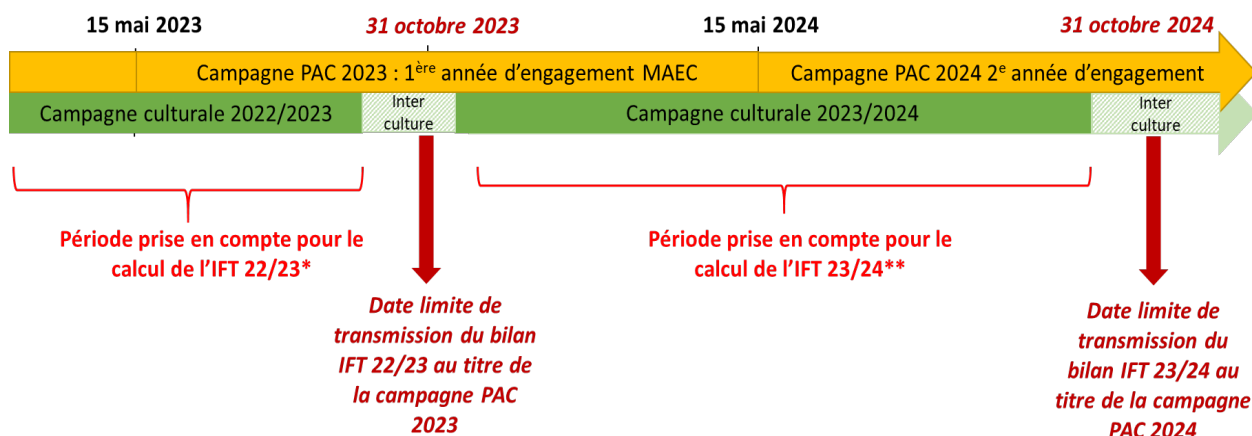 15 mai 2023
31 octobre 2023
15 mai 2024
31 octobre 2024
Campagne PAC 2023 : 1ère année d’engagement MAEC
Campagne PAC 2024 2e année d’engagement
Campagne culturale 2022/2023
Inter
culture
Campagne culturale 2023/2024
Inter
culture
Période prise en compte pour le
calcul de l’IFT 22/23*
Période prise en compte pour le
calcul de l’IFT 23/24**
Date limite de
transmission du bilan
IFT 22/23 au titre de
la campagne PAC
2023
Date limite de
transmission du
bilan IFT 23/24 au
titre de la campagne
PAC 2024